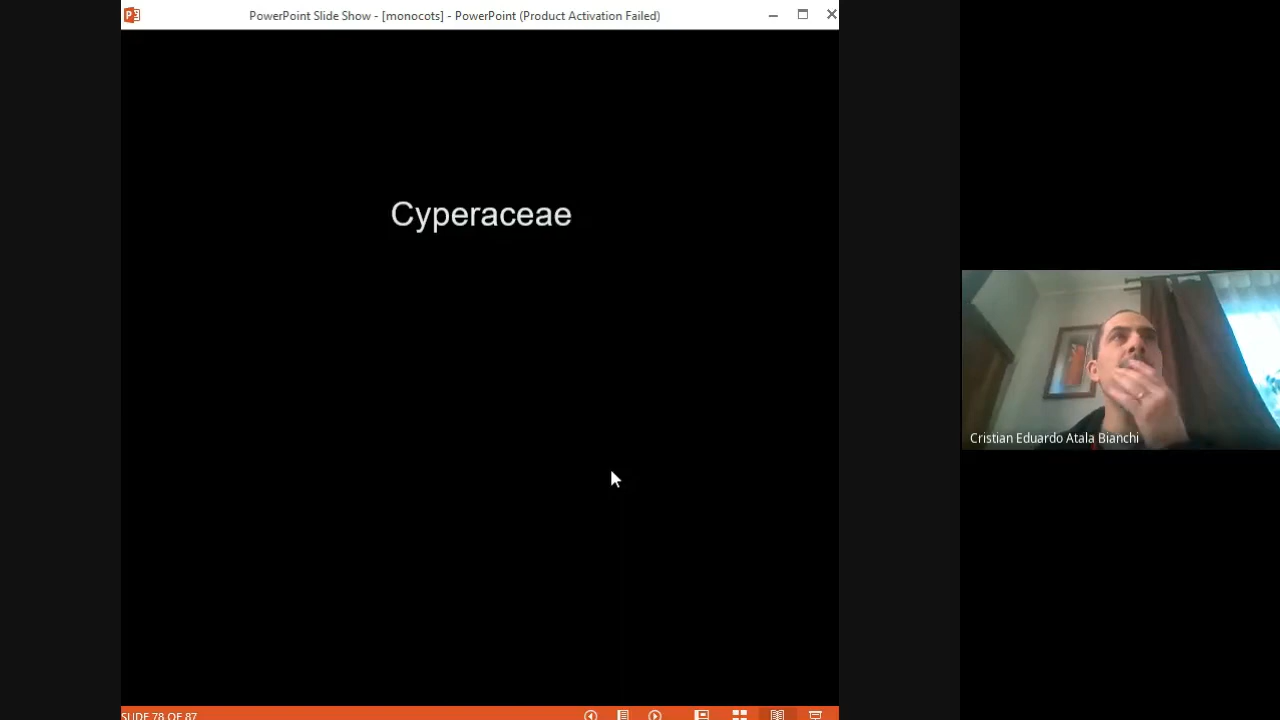 PowerPoint Slide Show - [monocots] - PowerPoint (Product Activation Failed)
Cyperaceae
Cristian Eduardo Atala Bianchi
SLIDE 78 OF 87